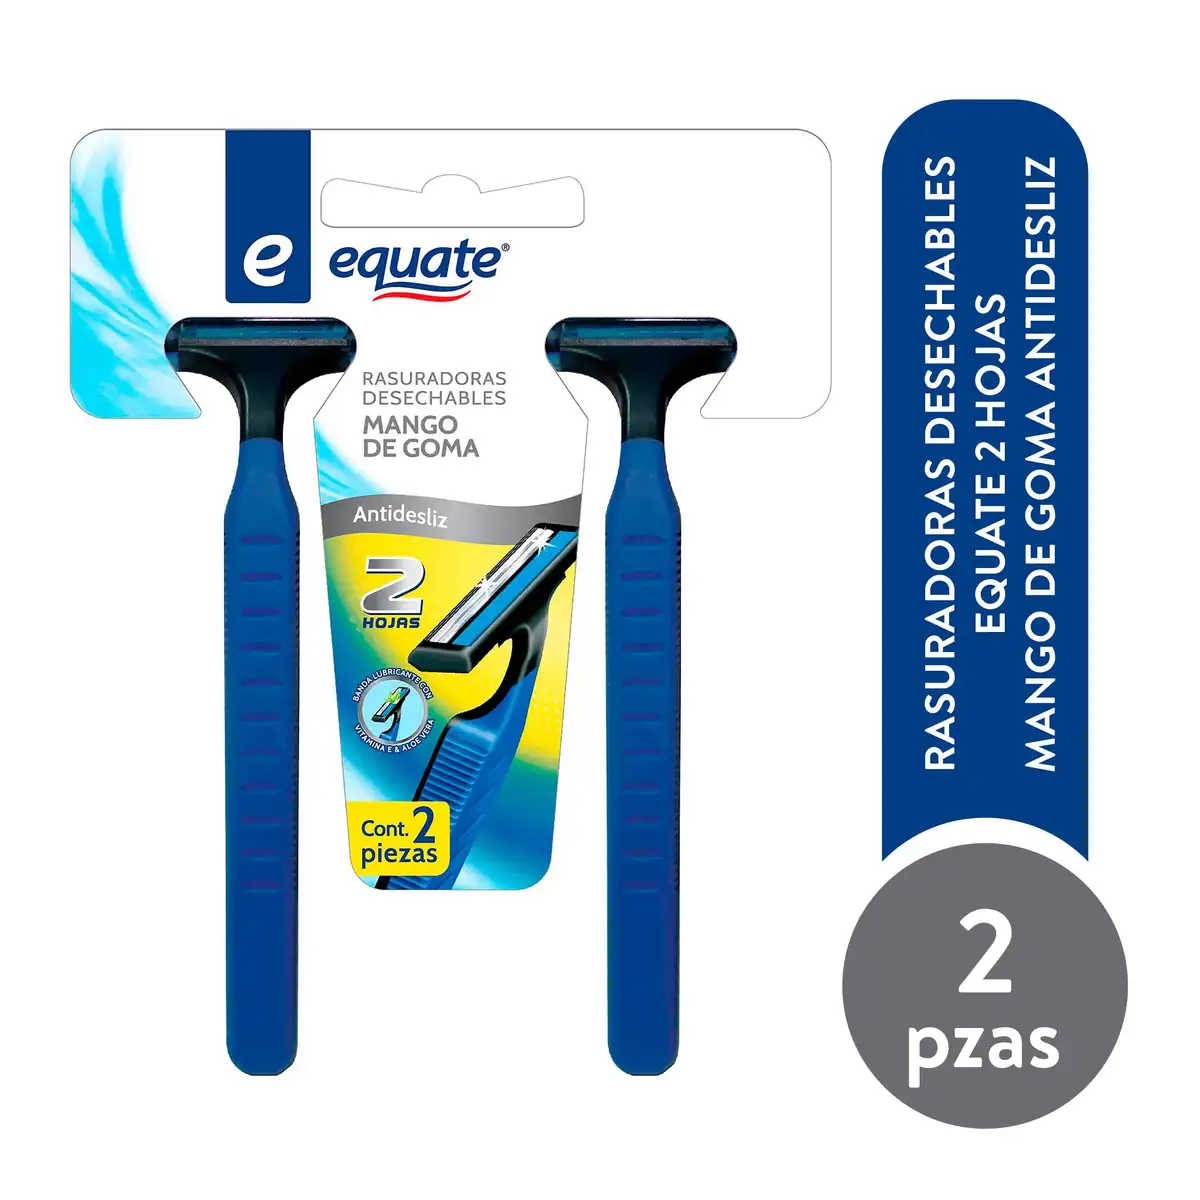 e equate®
RASURADORAS
DESECHABLES
MANGO
DE GOMA
Antidesliz
2
HOJAS
BANDA LUBRICANTE CON
VITAMINA E & ALOE VERA
Cont. 2
piezas
RASURADORAS DESECHABLES
EQUATE 2 HOJAS
MANGO DE GOMA ANTIDESLIZ
2
pzas